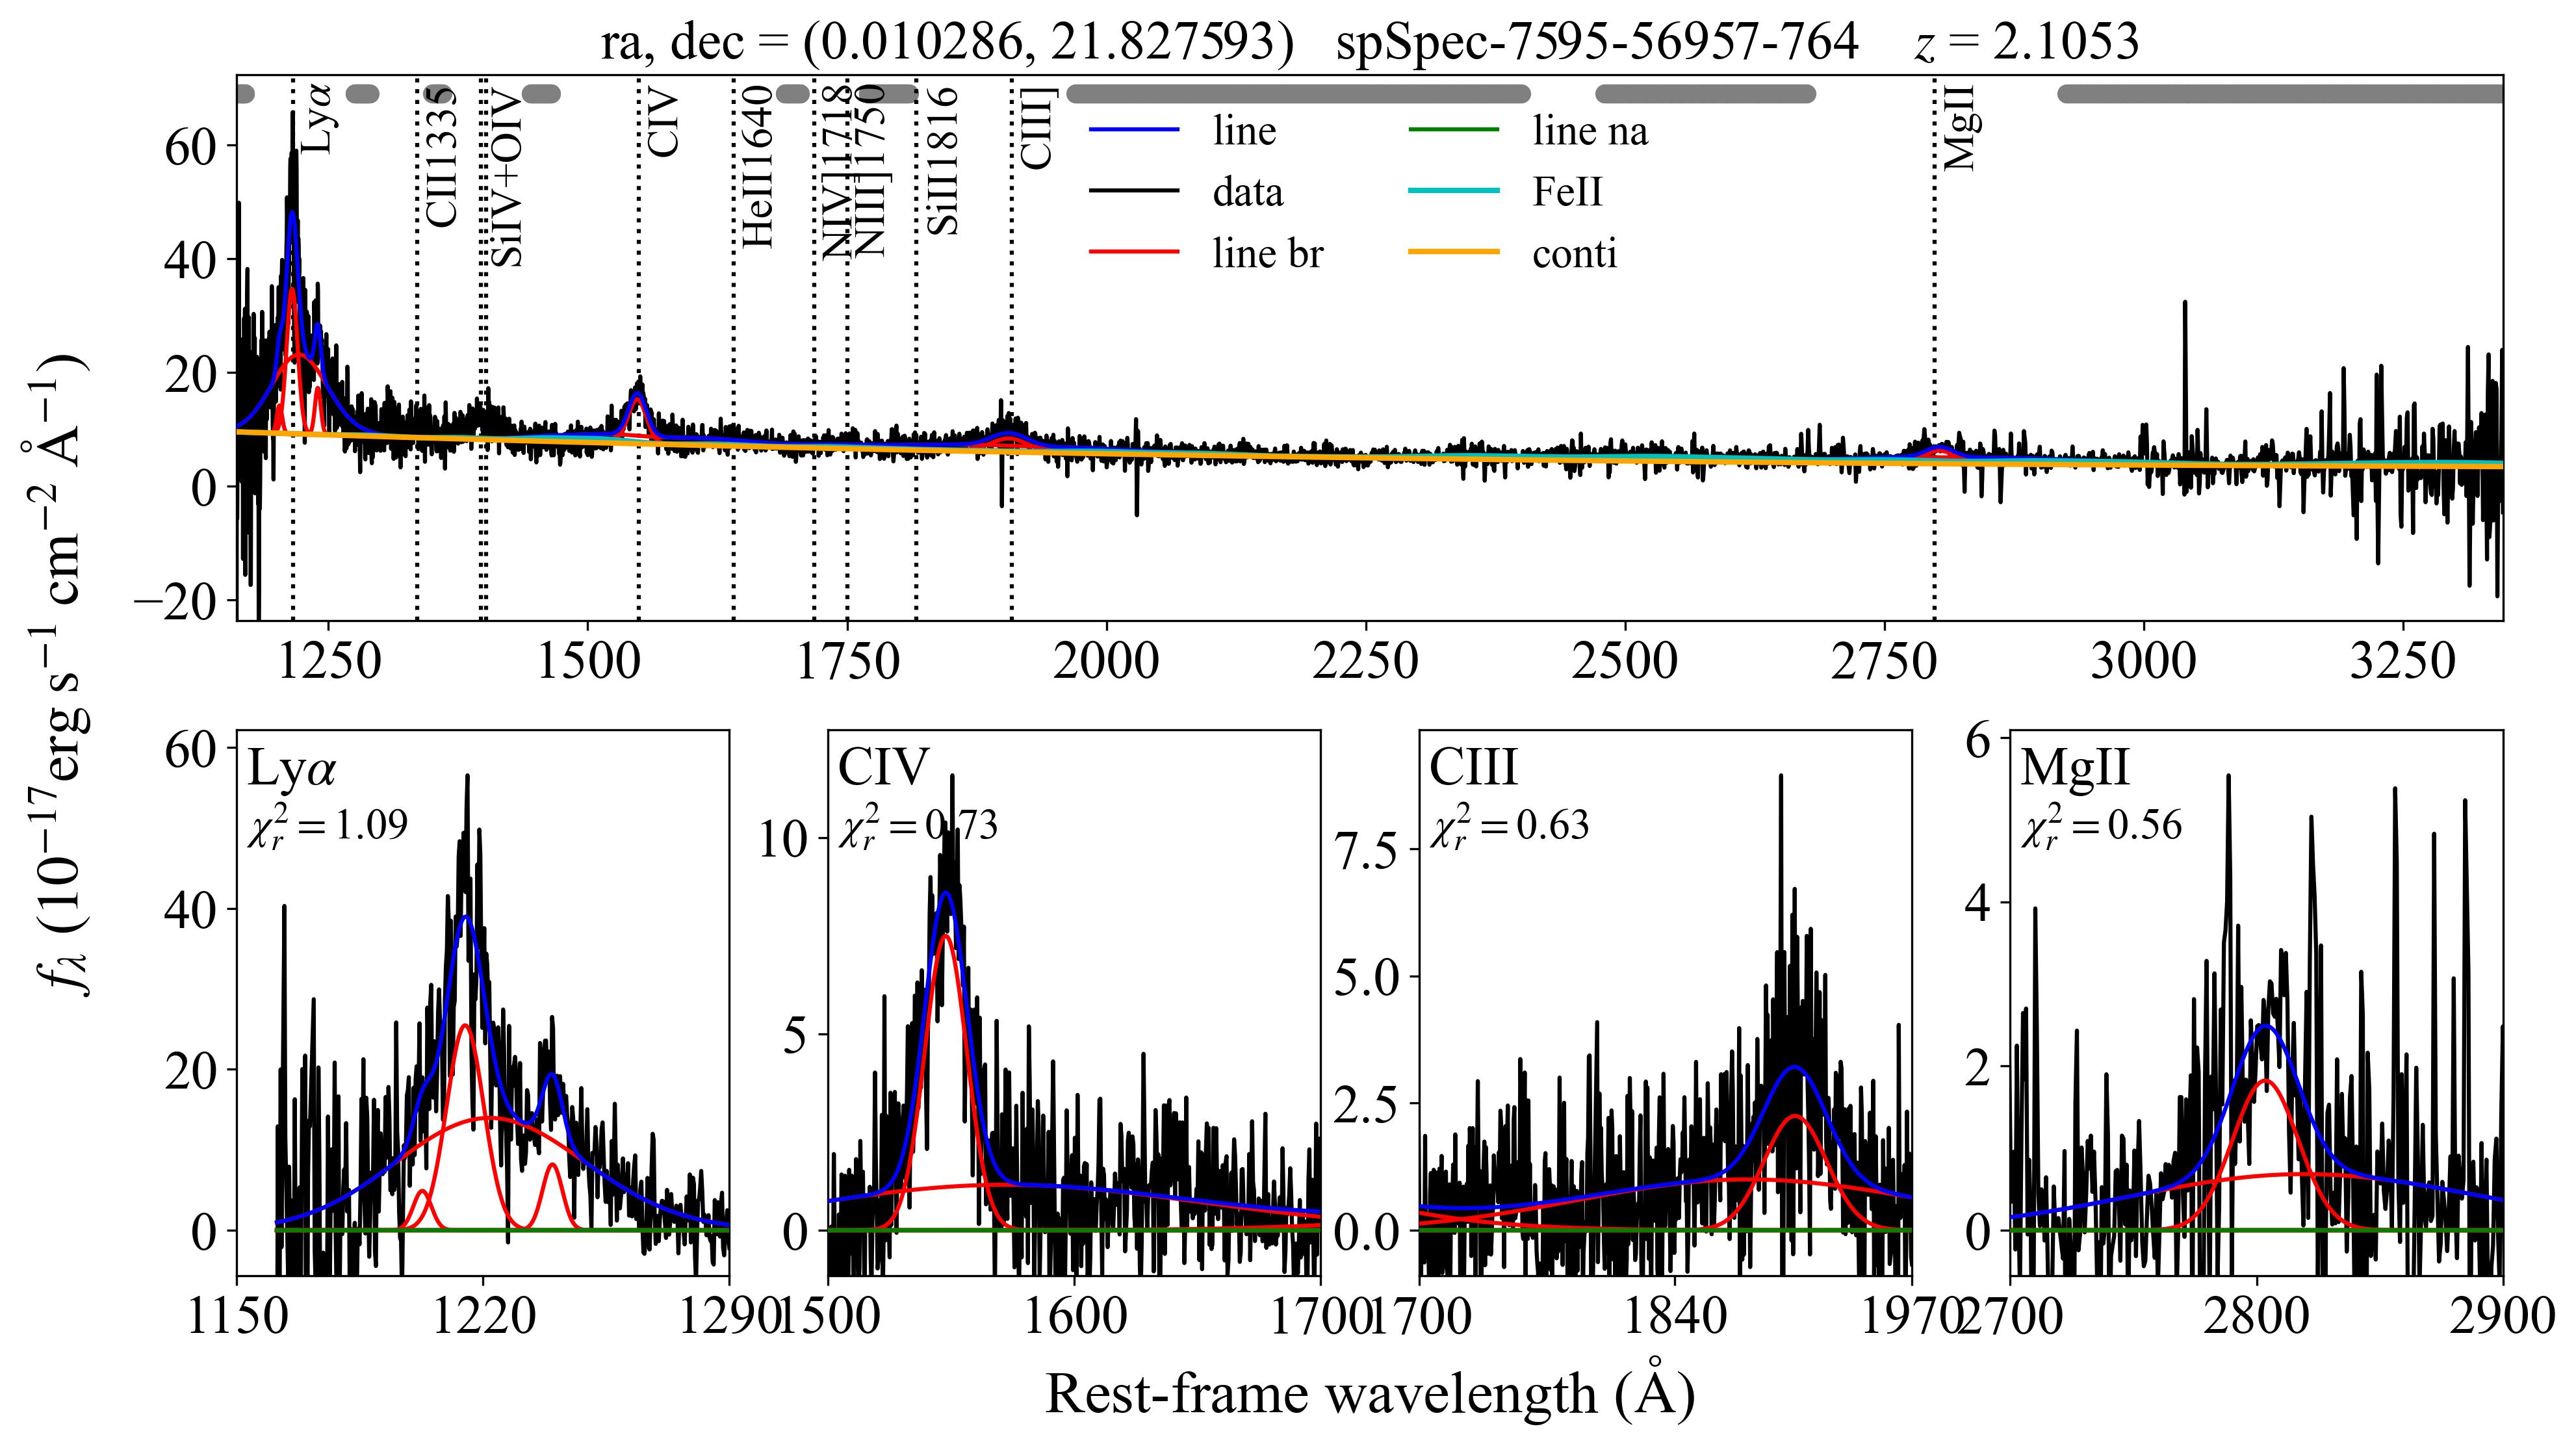 ra, dec = (0.010286, 21.827593) spSpec-7595-56957-764 z = 2.1053
Lyα
CII1335
SiIV+OIV
CIV
HeII1640
NIV]1718
NIII]1750
SiII1816
CIII]
MgII
line
data
line br
line na
FeII
conti
60
40
20
0
−20
1250 1500 1750 2000 2250 2500 2750 3000 3250
f_λ (10⁻¹⁷erg s⁻¹ cm⁻² Å⁻¹)
Lyα
χ²_r = 1.09
60
40
20
0
1150 1220 1290
CIV
χ²_r = 0.73
10
5
0
1500 1600 1700
CIII
χ²_r = 0.63
7.5
5.0
2.5
0.0
1700 1840 1970
MgII
χ²_r = 0.56
6
4
2
0
2700 2800 2900
Rest-frame wavelength (Å)